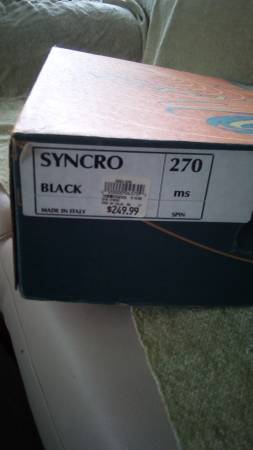 SYNCRO
270
BLACK
ms
$249.99
MADE IN ITALY
SPIN